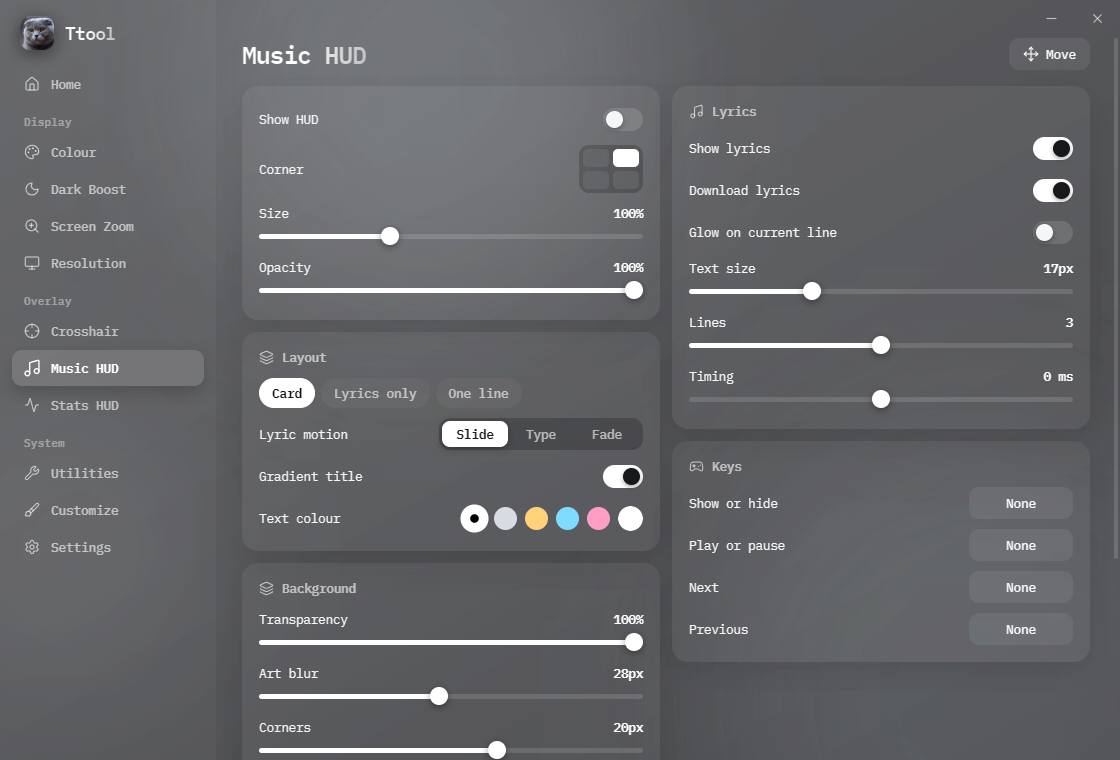 Ttool
Home
Display
Colour
Dark Boost
Screen Zoom
Resolution
Overlay
Crosshair
Music HUD
Stats HUD
System
Utilities
Customize
Settings
Music HUD
Move
Show HUD
Corner
Size 100%
Opacity 100%
Layout
Card Lyrics only One line
Lyric motion Slide Type Fade
Gradient title
Text colour
Background
Transparency 100%
Art blur 28px
Corners 20px
Lyrics
Show lyrics
Download lyrics
Glow on current line
Text size 17px
Lines 3
Timing 0 ms
Keys
Show or hide None
Play or pause None
Next None
Previous None